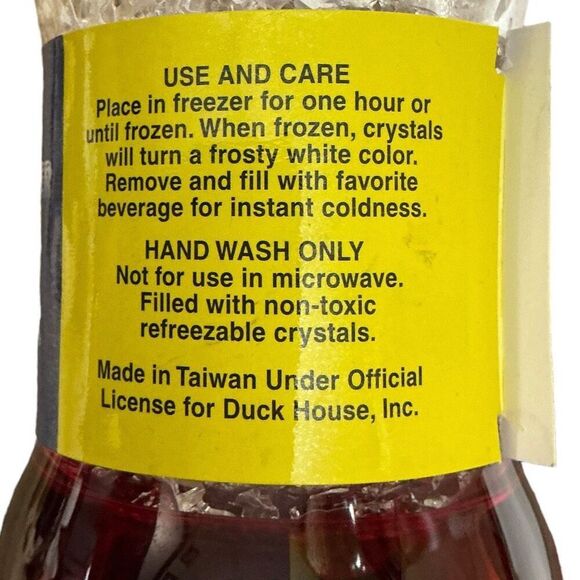 USE AND CARE
Place in freezer for one hour or
until frozen. When frozen, crystals
will turn a frosty white color.
Remove and fill with favorite
beverage for instant coldness.
HAND WASH ONLY
Not for use in microwave.
Filled with non-toxic
refreezable crystals.
Made in Taiwan Under Official
License for Duck House, Inc.